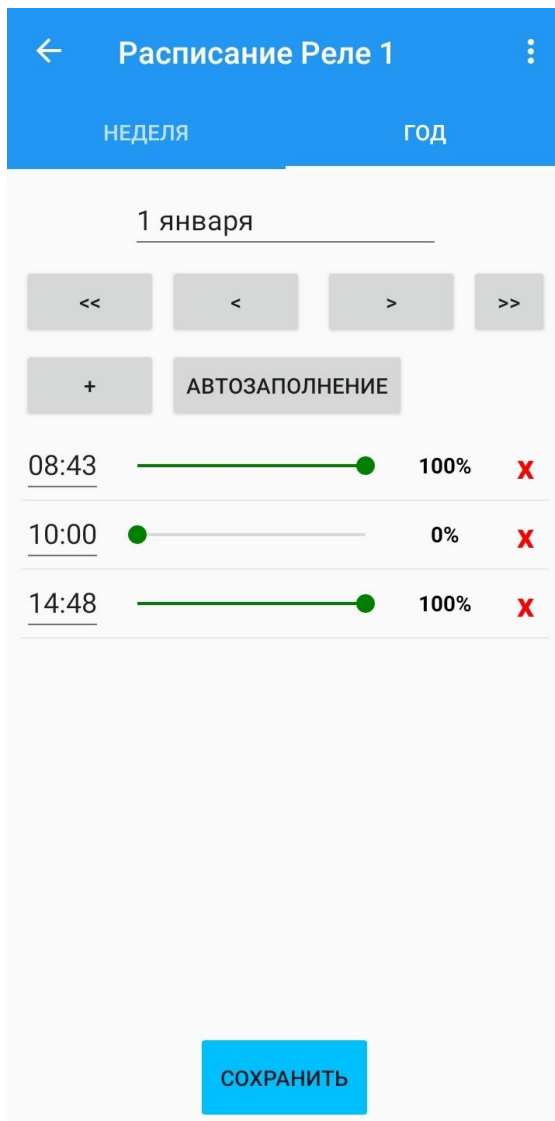 Расписание Реле 1
НЕДЕЛЯ ГОД
1 января
<< < > >>
+ АВТОЗАПОЛНЕНИЕ
08:43 100% X
10:00 0% X
14:48 100% X
СОХРАНИТЬ